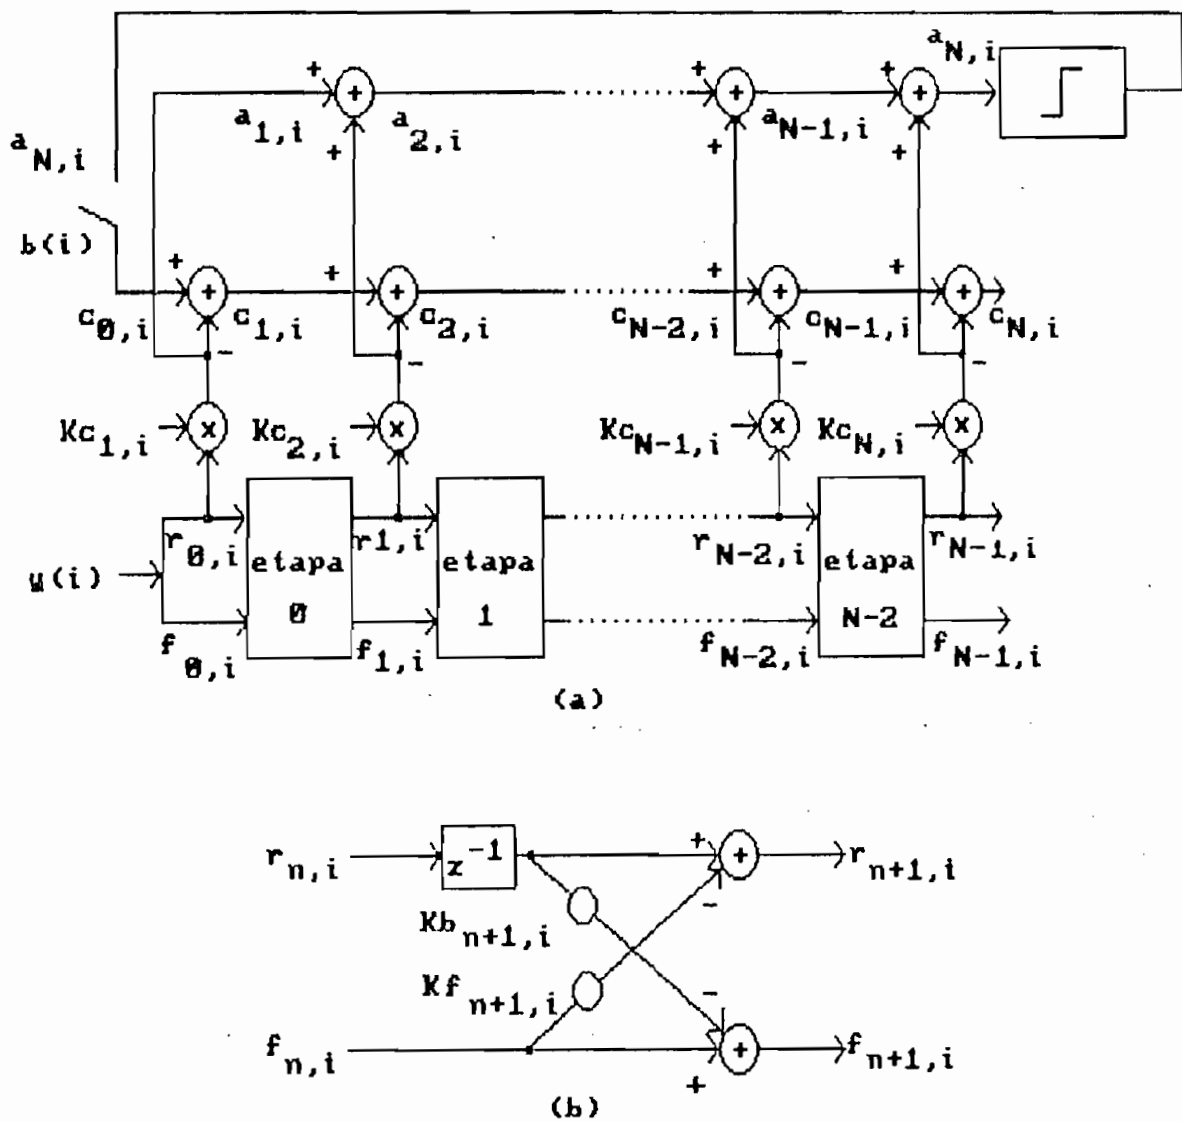 a N,i
+ + + + + + + +
a 1,i a 2,i a N-1,i
+ + +
a N,i
b(i)
+ + + +
+ + + +
c 0,i c 1,i c 2,i c N-2,i c N-1,i c N,i
- - - -
Kc 1,i x Kc 2,i x Kc N-1,i x Kc N,i x
r 0,i r1,i r N-2,i r N-1,i
y(i) etapa 0 etapa 1 etapa N-2
f 0,i f 1,i f N-2,i f N-1,i
(a)
r n,i z -1 + + r n+1,i
Kb n+1,i -
Kf n+1,i -
f n,i + f n+1,i
+
(b)